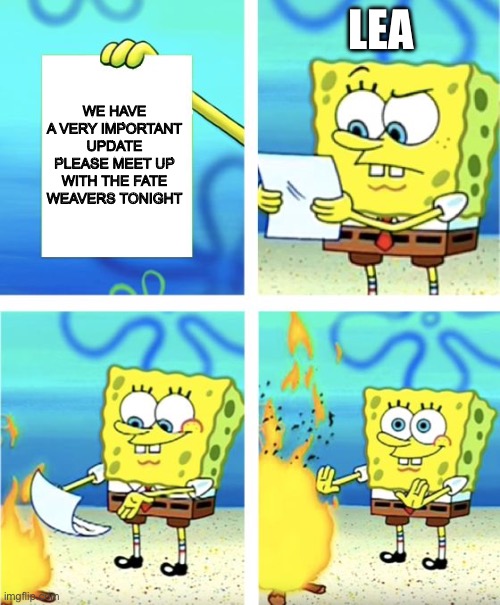 WE HAVE
A VERY IMPORTANT
UPDATE
PLEASE MEET UP
WITH THE FATE
WEAVERS TONIGHT
LEA
imgflip.com